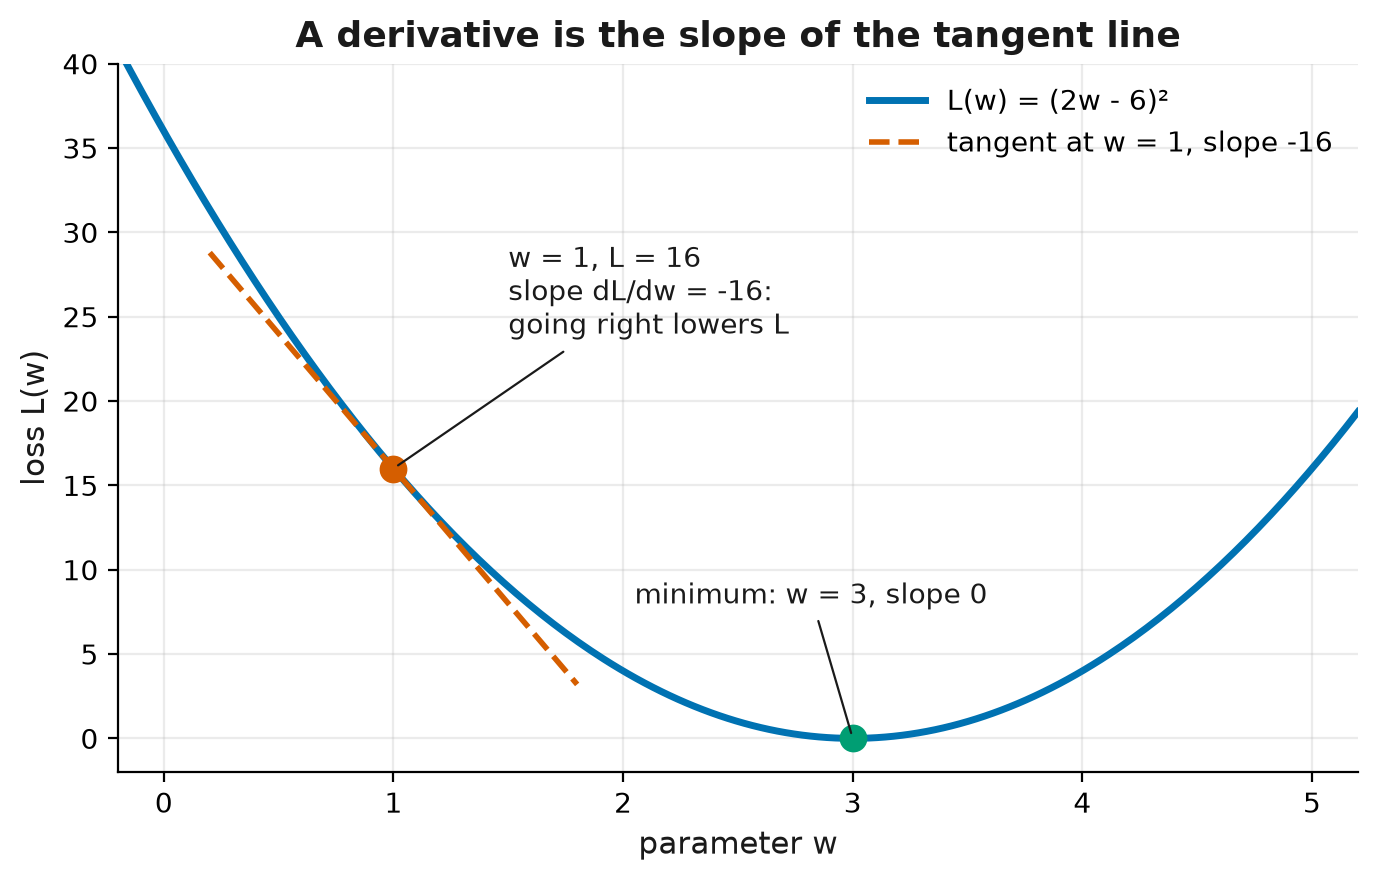 A derivative is the slope of the tangent line
L(w) = (2w - 6)²
tangent at w = 1, slope -16
w = 1, L = 16
slope dL/dw = -16:
going right lowers L
minimum: w = 3, slope 0
loss L(w)
40
35
30
25
20
15
10
5
0
0 1 2 3 4 5
parameter w